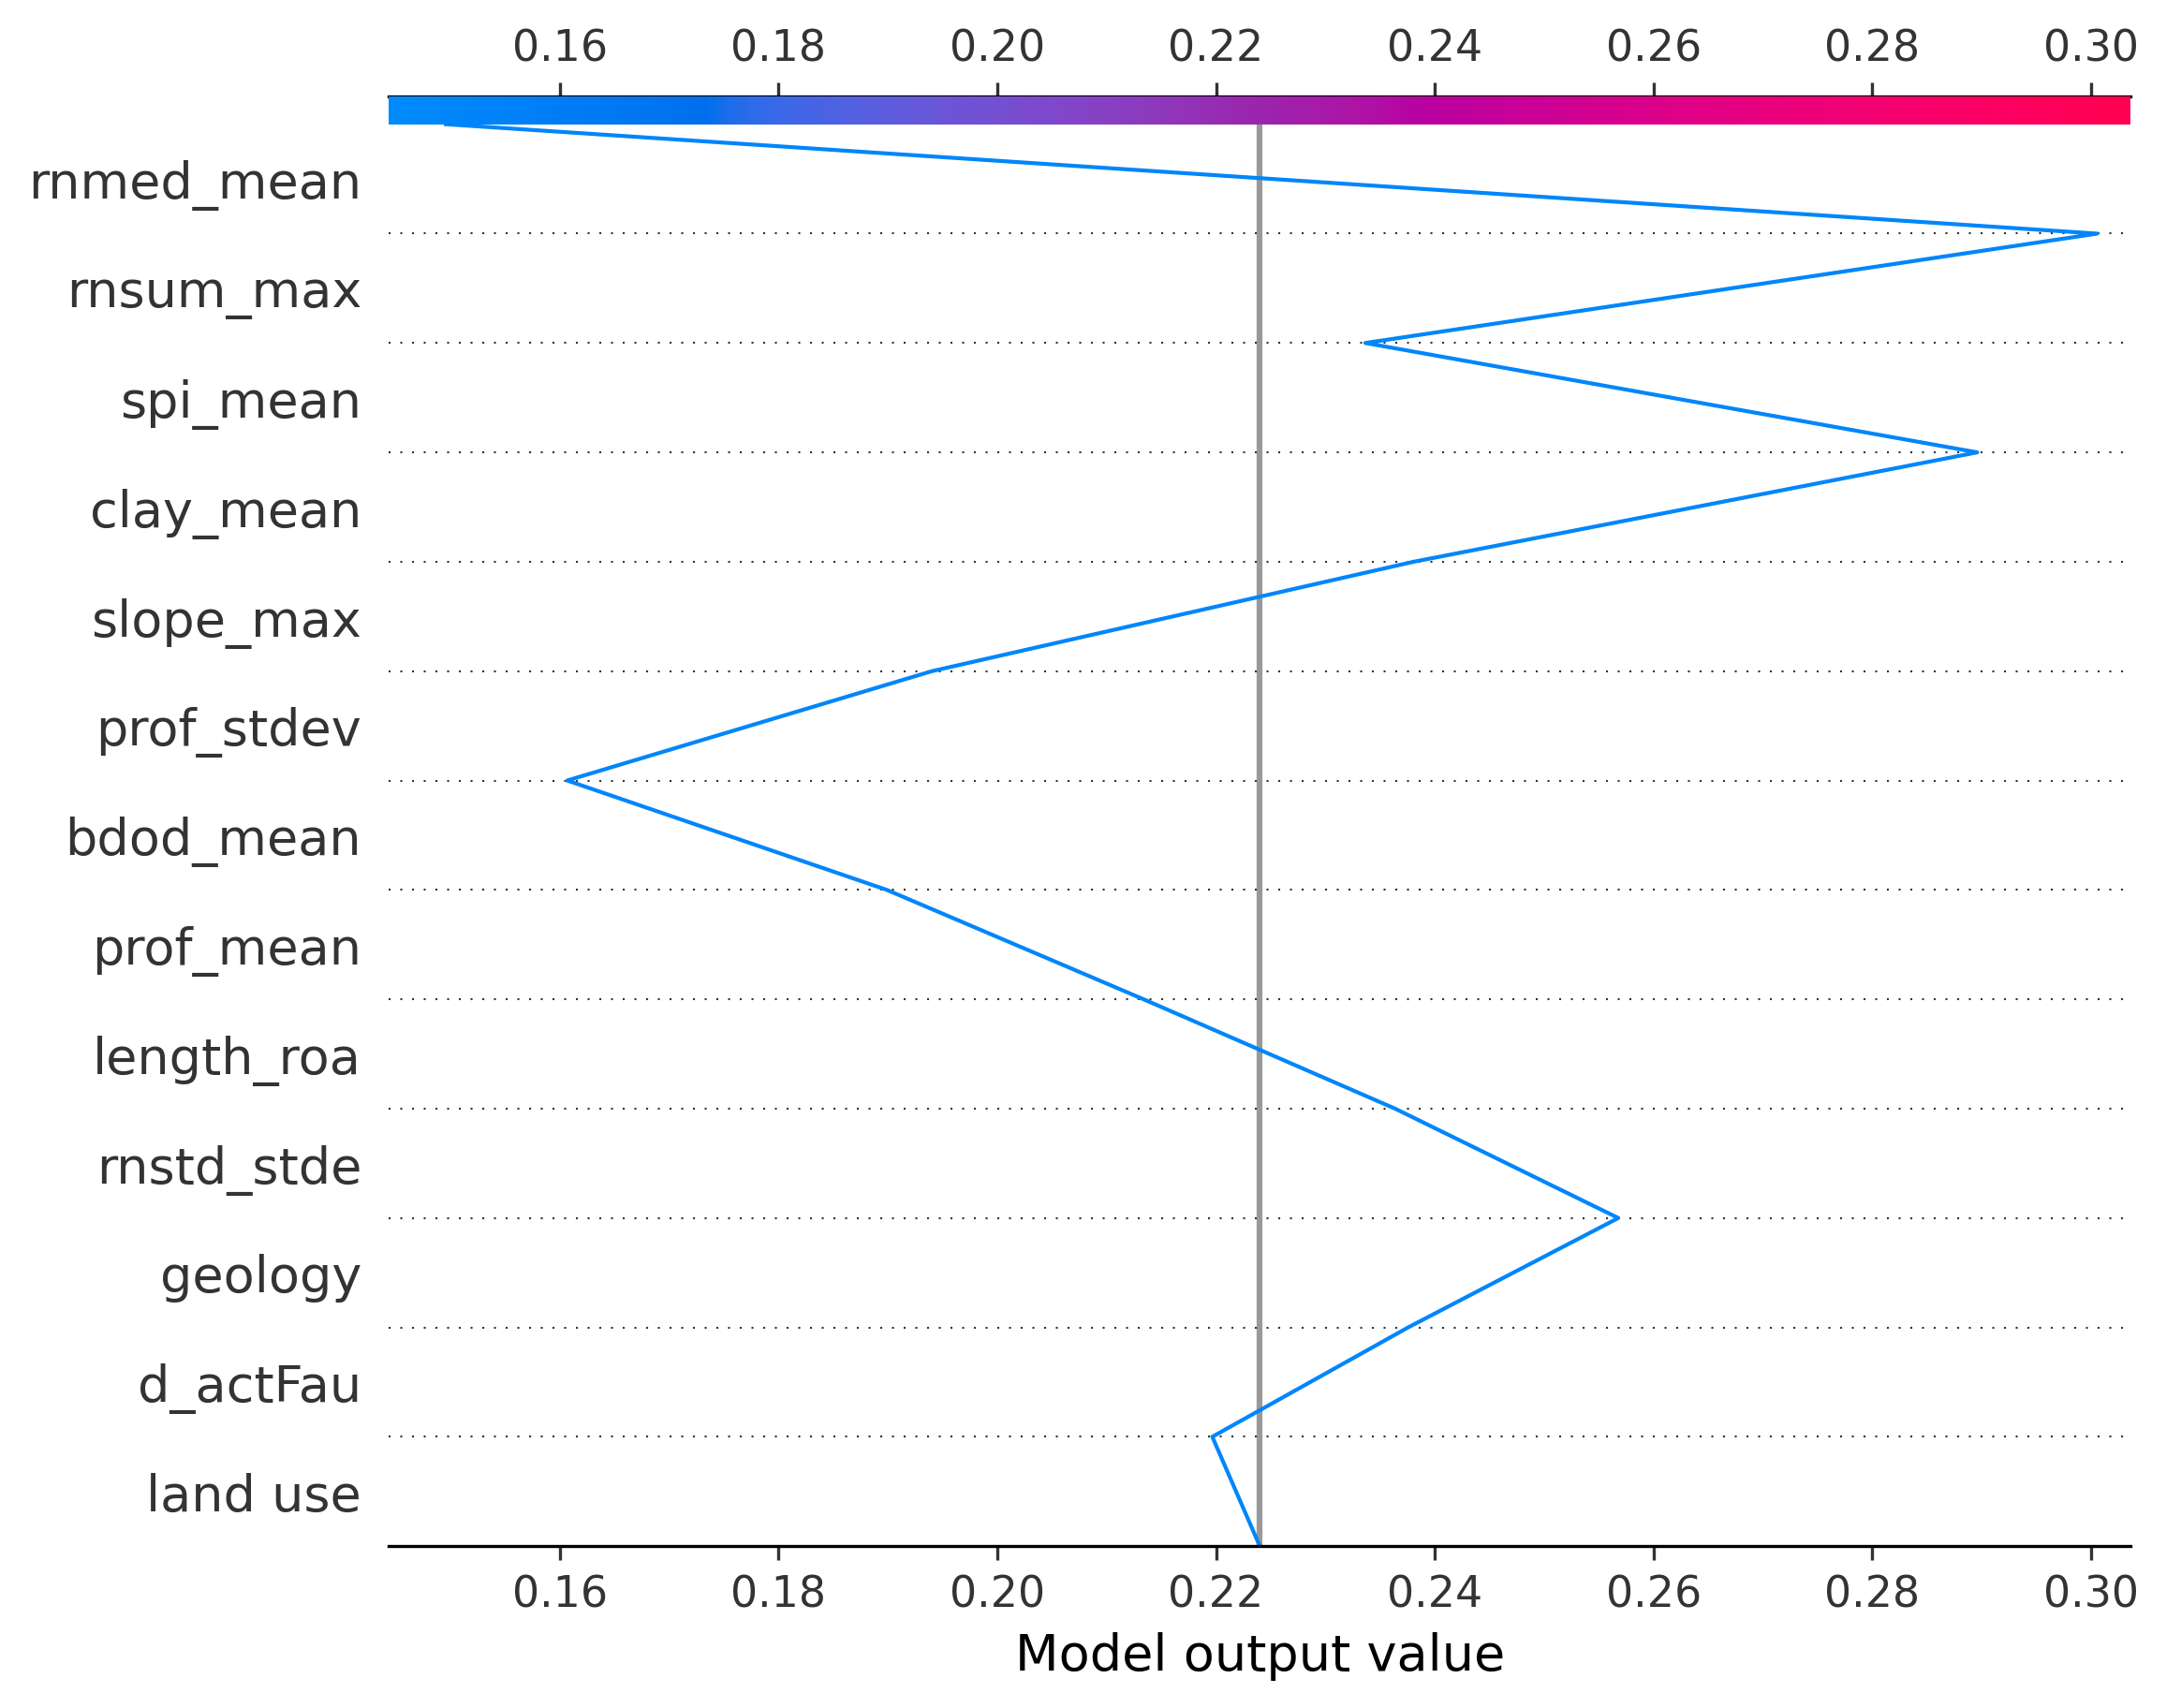 0.16 0.18 0.20 0.22 0.24 0.26 0.28 0.30
rnmed_mean
rnsum_max
spi_mean
clay_mean
slope_max
prof_stdev
bdod_mean
prof_mean
length_roa
rnstd_stde
geology
d_actFau
land use
0.16 0.18 0.20 0.22 0.24 0.26 0.28 0.30
Model output value